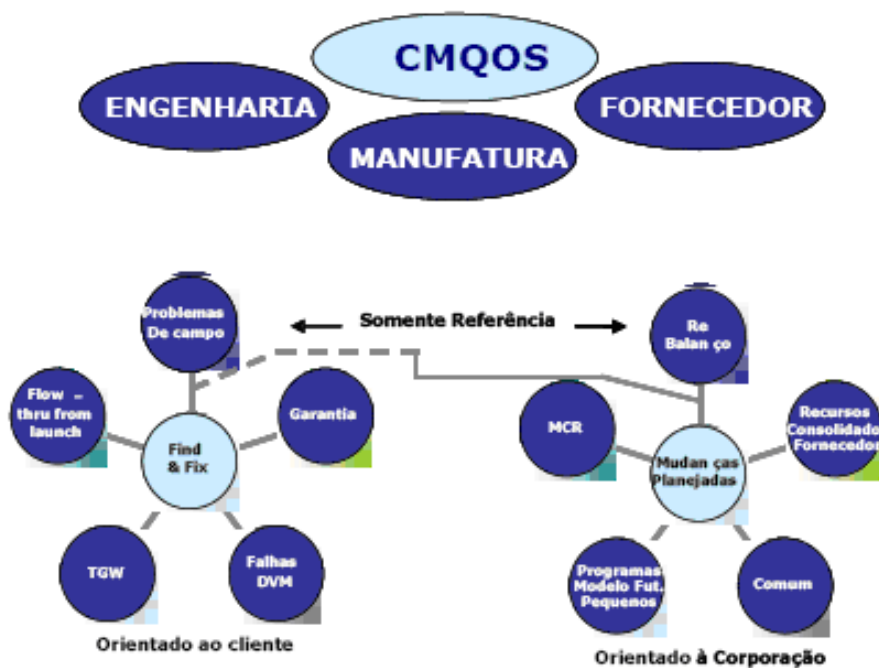 CMQOS
ENGENHARIA
FORNECEDOR
MANUFATURA
Problemas
De campo
Somente Referência
Re
Balan ço
Flow –
thru from
launch
Garantia
MCR
Recursos
Consolidado
Fornecedor
Find
& Fix
Mudan ças
Planejadas
TGW
Falhas
DVM
Programas
Modelo Fut.
Pequenos
Comum
Orientado ao cliente
Orientado à Corporação